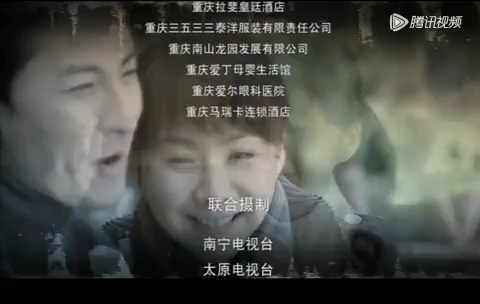 腾讯视频
重庆拉斐皇廷酒店
重庆三五三三泰洋服装有限责任公司
重庆南山龙园发展有限公司
重庆爱丁母婴生活馆
重庆爱尔眼科医院
重庆马瑞卡连锁酒店
联合摄制
南宁电视台
太原电视台